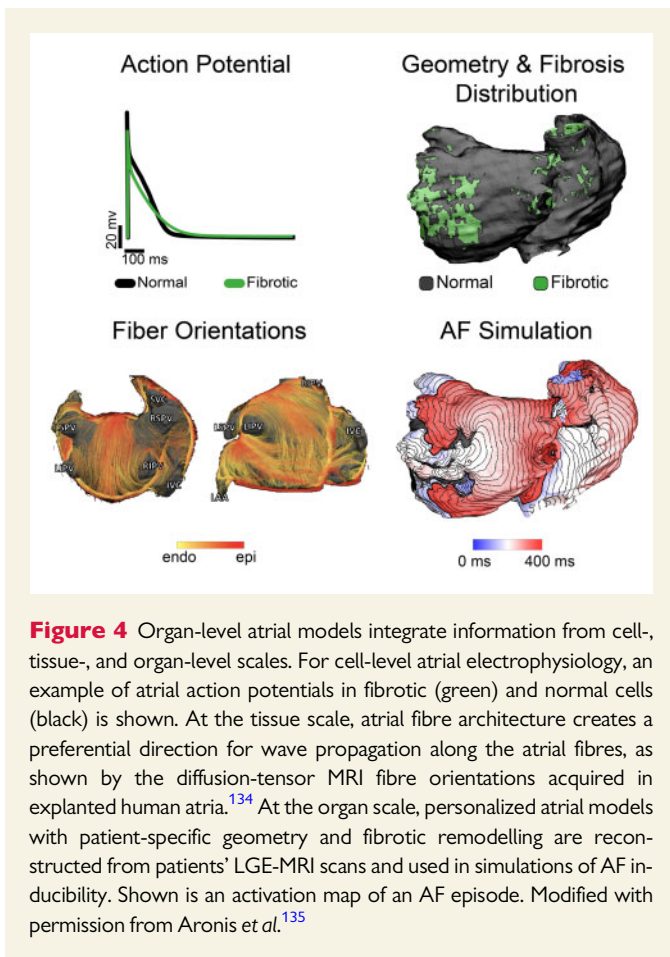 Action Potential
Geometry & Fibrosis
Distribution
20 mv
100 ms
Normal
Fibrotic
Normal
Fibrotic
Fiber Orientations
AF Simulation
SVC
RSPV
LSPV
LIPV
RIPV
IVC
RIPV
LSPV
LIPV
IVC
LAA
endo
epi
0 ms
400 ms
Figure 4 Organ-level atrial models integrate information from cell-,
tissue-, and organ-level scales. For cell-level atrial electrophysiology, an
example of atrial action potentials in fibrotic (green) and normal cells
(black) is shown. At the tissue scale, atrial fibre architecture creates a
preferential direction for wave propagation along the atrial fibres, as
shown by the diffusion-tensor MRI fibre orientations acquired in
explanted human atria.134 At the organ scale, personalized atrial models
with patient-specific geometry and fibrotic remodelling are recon-
structed from patients' LGE-MRI scans and used in simulations of AF in-
ducibility. Shown is an activation map of an AF episode. Modified with
permission from Aronis et al.135